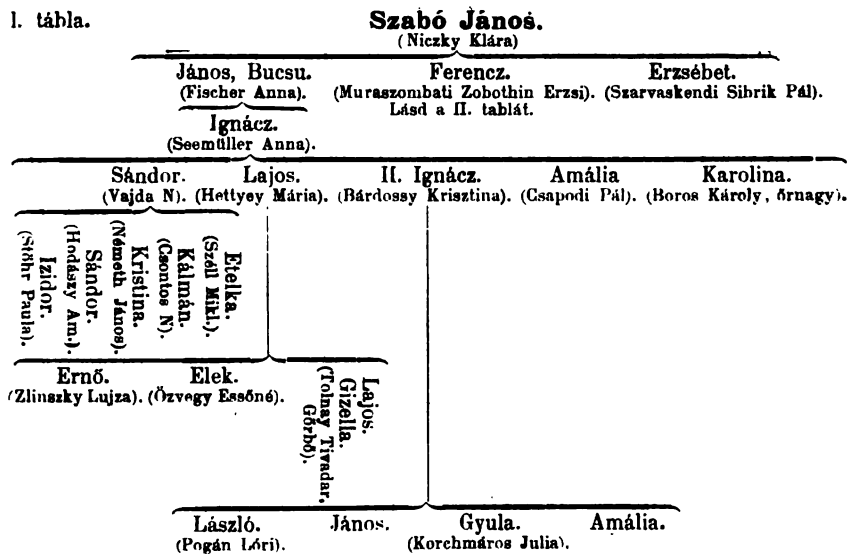 I. tábla.
Szabó János.
(Niczky Klára)
János, Bucsu. Ferencz. Erzsébet.
(Fischer Anna). (Muraszombati Zobothin Erzsi). (Szarvaskendi Sibrik Pál).
Lásd a II. tablát.
Ignácz.
(Seemüller Anna).
Sándor. Lajos. II. Ignácz. Amália Karolina.
(Vajda N). (Hettyey Mária). (Bárdossy Krisztina). (Csapodi Pál). (Boros Károly, őrnagy).
Izidor.
(Stöhr Paula).
Sándor.
(Hodászy Am.).
Kristina.
(Németh János).
Kálmán.
(Csontos N).
Etelka.
(Széll Mikl.).
Ernő. Elek.
(Zlinszky Lujza). (Özvegy Essőné).
Lajos.
Gizella.
(Tolnay Tivadar,
Görbő).
László. János. Gyula. Amália.
(Pogán Lóri). (Korchmáros Julia).